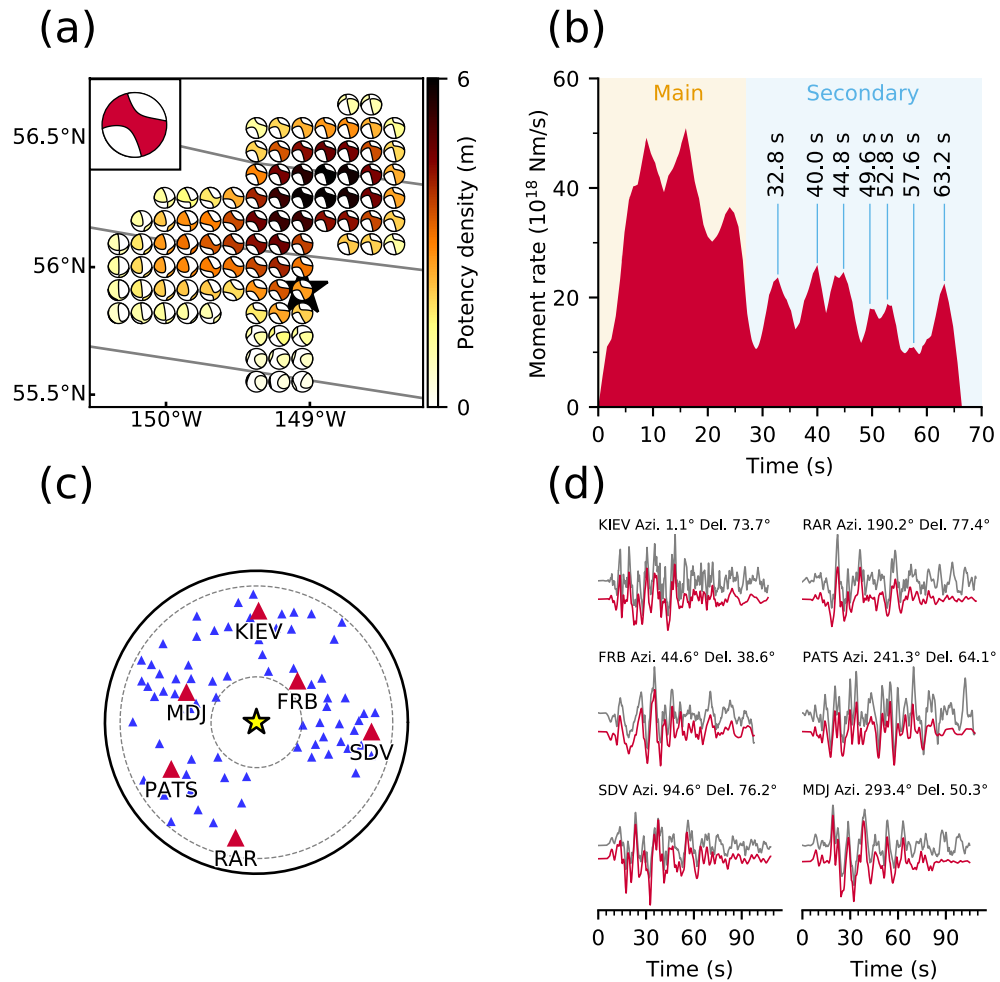 (a)
56.5°N
56°N
55.5°N
150°W
149°W
6
0
Potency density (m)
(b)
Main
Secondary
32.8 s
40.0 s
44.8 s
49.6 s
52.8 s
57.6 s
63.2 s
60
40
20
0
Moment rate (10¹⁸ Nm/s)
0 10 20 30 40 50 60 70
Time (s)
(c)
KIEV
FRB
MDJ
SDV
PATS
RAR
(d)
KIEV Azi. 1.1° Del. 73.7°
RAR Azi. 190.2° Del. 77.4°
FRB Azi. 44.6° Del. 38.6°
PATS Azi. 241.3° Del. 64.1°
SDV Azi. 94.6° Del. 76.2°
MDJ Azi. 293.4° Del. 50.3°
0 30 60 90
0 30 60 90
Time (s)
Time (s)